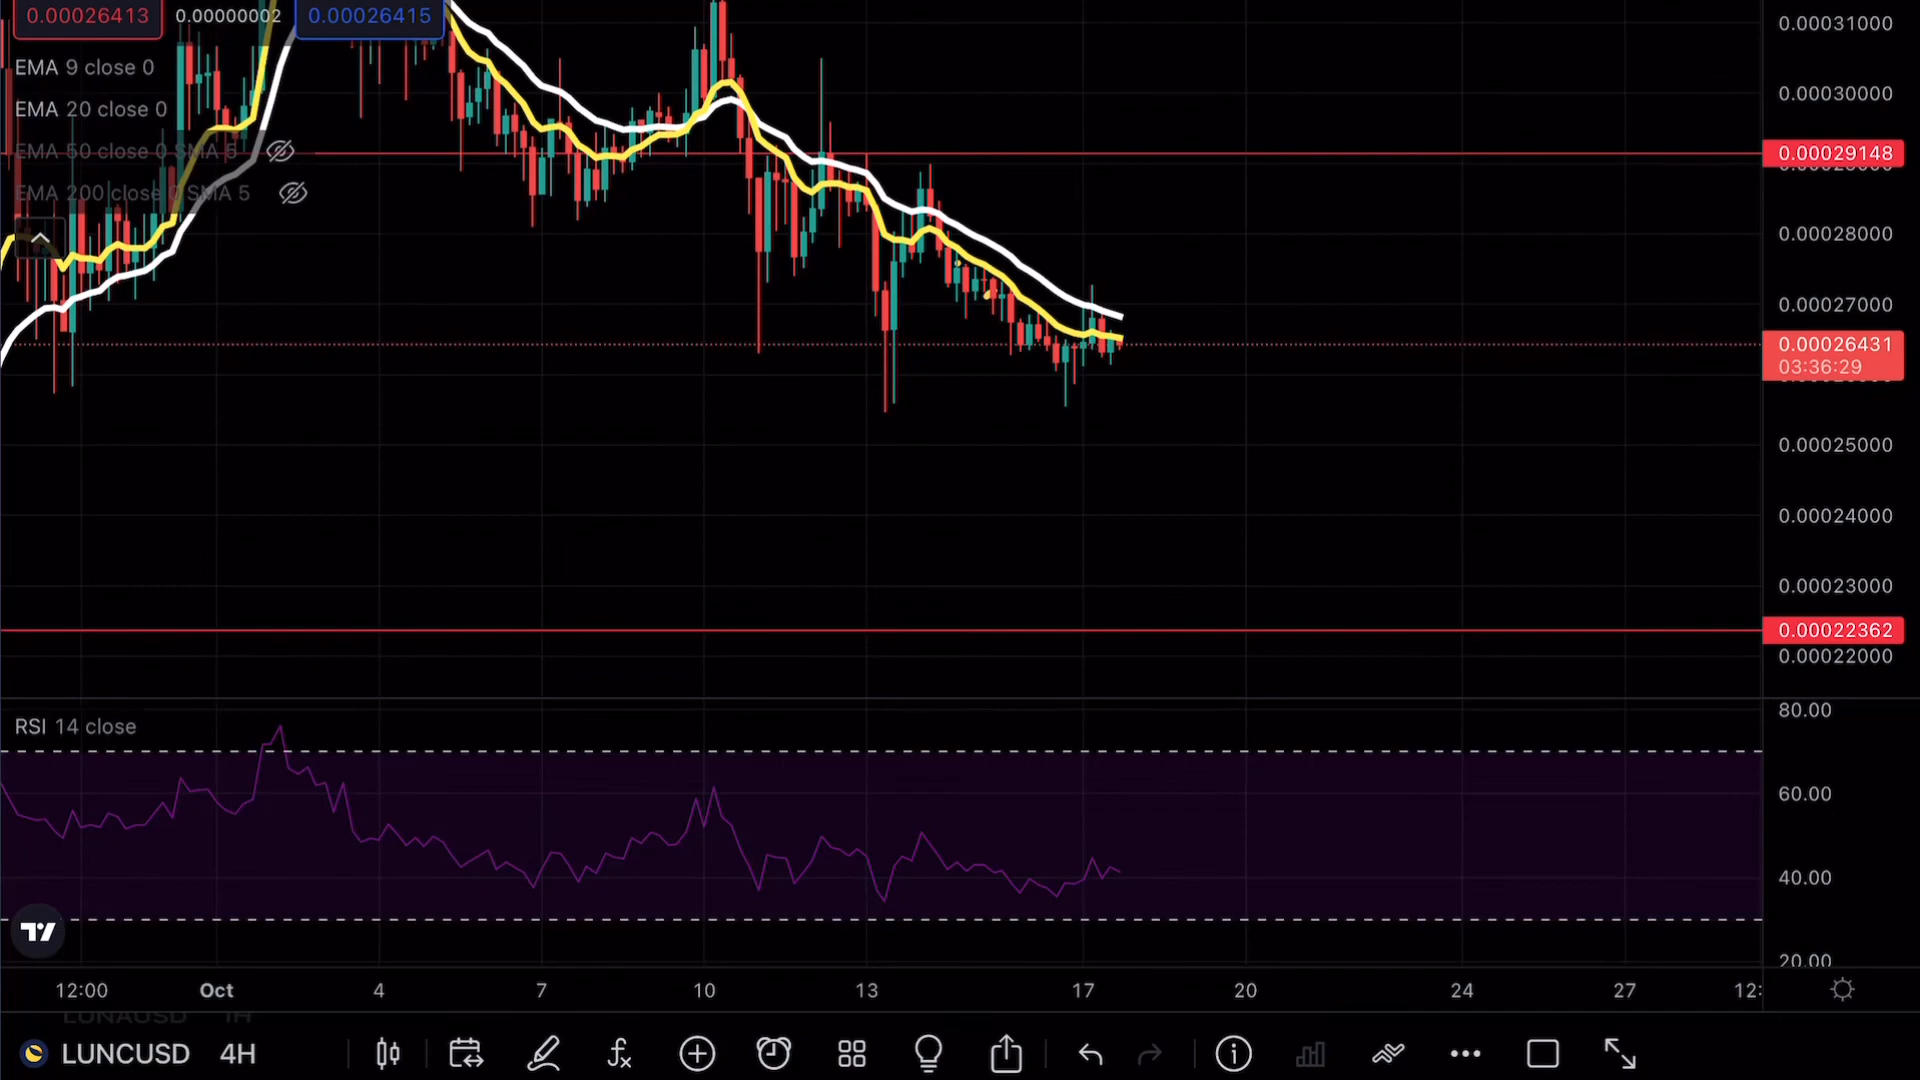 0.00026413 0.00000002 0.00026415
EMA 9 close 0
EMA 20 close 0
EMA 50 close 0 SMA 5
EMA 200 close 0 SMA 5
0.00031000
0.00030000
0.00029148
0.00028000
0.00027000
0.00026431
03:36:29
0.00025000
0.00024000
0.00023000
0.00022362
0.00022000
RSI 14 close
80.00
60.00
40.00
20.00
12:00 Oct 4 7 10 13 17 20 24 27 12:
LUNAUSD 1H
LUNCUSD 4H